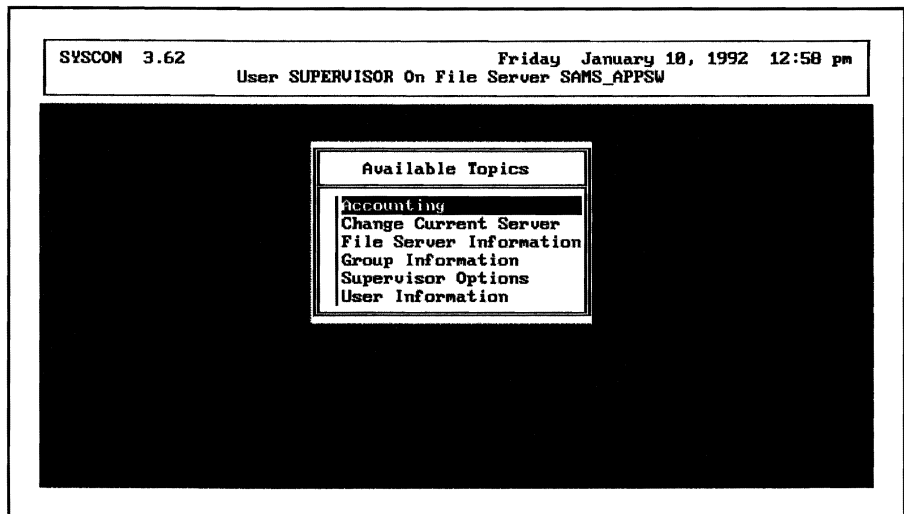 SYSCON 3.62 Friday January 10, 1992 12:58 pm
User SUPERVISOR On File Server SAMS_APPSW
Available Topics
Accounting
Change Current Server
File Server Information
Group Information
Supervisor Options
User Information